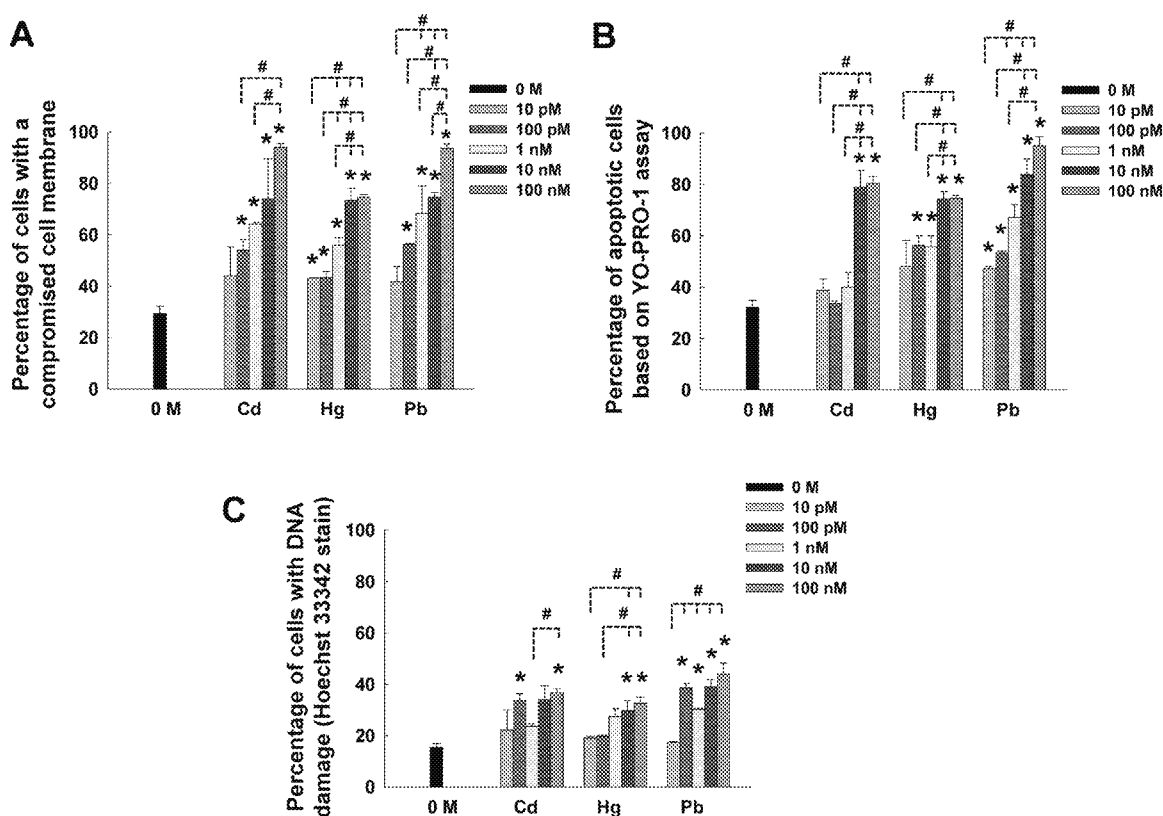 A
Percentage of cells with a
compromised cell membrane
100
80
60
40
20
0
# # # # # # # # #
* * * * * * * * * * * * *
0 M Cd Hg Pb
0 M
10 pM
100 pM
1 nM
10 nM
100 nM
B
Percentage of apoptotic cells
based on YO-PRO-1 assay
100
80
60
40
20
0
# # # # # # # # #
* * * * * * * * * * *
0 M Cd Hg Pb
0 M
10 pM
100 pM
1 nM
10 nM
100 nM
C
Percentage of cells with DNA
damage (Hoechst 33342 stain)
100
80
60
40
20
0
# # # #
* * * * * * * *
0 M Cd Hg Pb
0 M
10 pM
100 pM
1 nM
10 nM
100 nM